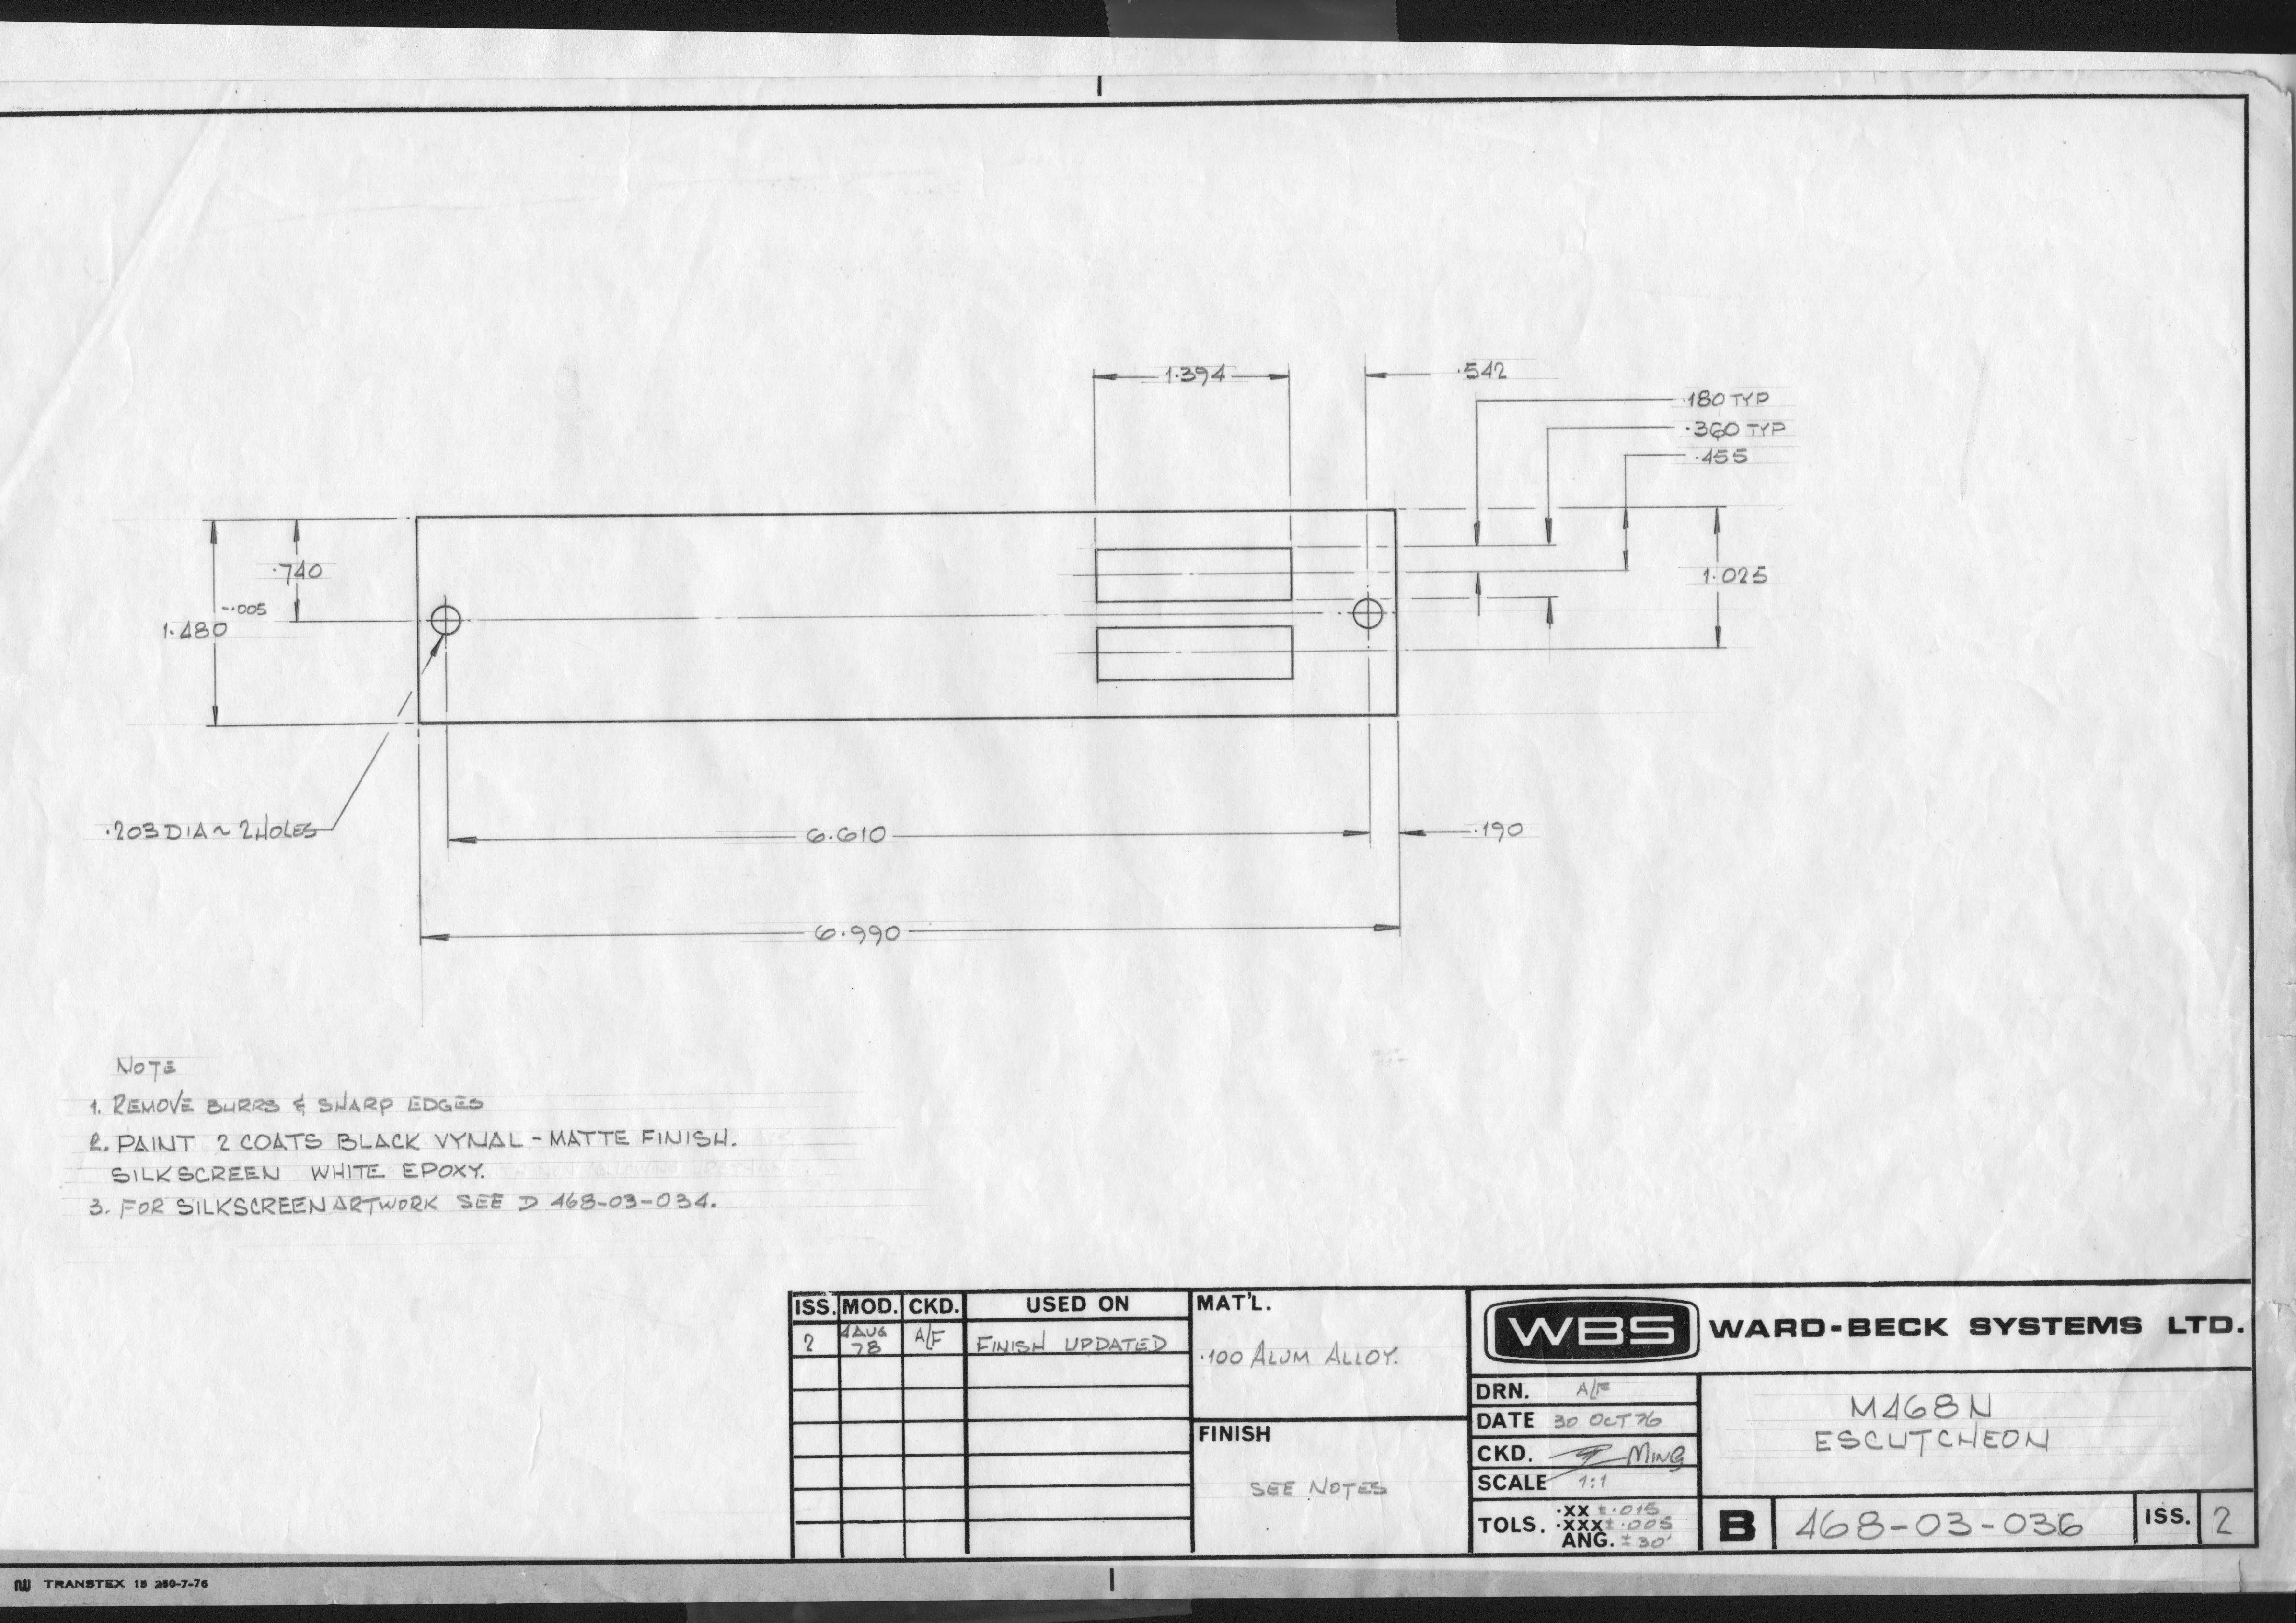 1.394
.542
.180 TYP
.360 TYP
.455
.740
1.025
-.005
1.480
.203 DIA ~ 2 HOLES
6.610
.190
6.990
NOTE
1. REMOVE BURRS & SHARP EDGES
2. PAINT 2 COATS BLACK VYNAL - MATTE FINISH.
SILKSCREEN WHITE EPOXY.
3. FOR SILKSCREEN ARTWORK SEE D 468-03-034.
ISS. MOD. CKD. USED ON
2 4 AUG 78 A/F FINISH UPDATED
MAT'L.
.100 ALUM ALLOY.
FINISH
SEE NOTES
WBS WARD-BECK SYSTEMS LTD.
DRN. A/F
DATE 30 OCT 76
CKD. MING
SCALE 1:1
TOLS. .XX ±.015
.XXX ±.005
ANG. ±30'
M468N
ESCUTCHEON
B 468-03-036 ISS. 2
TRANSTEX 15 250-7-76